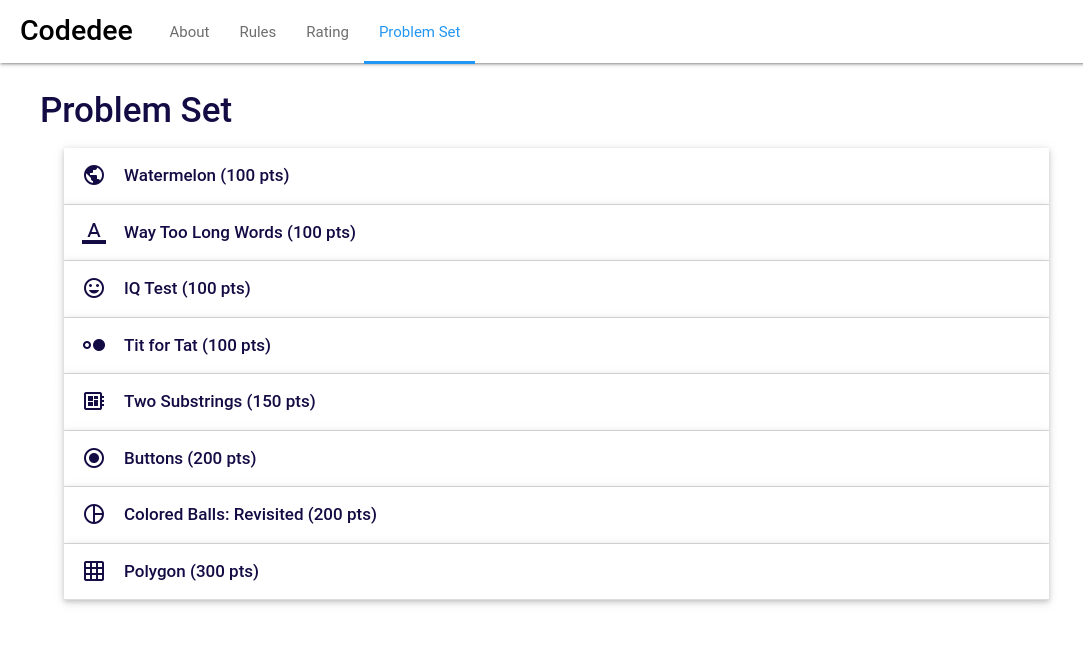 Codedee About Rules Rating Problem Set
Problem Set
Watermelon (100 pts)
Way Too Long Words (100 pts)
IQ Test (100 pts)
Tit for Tat (100 pts)
Two Substrings (150 pts)
Buttons (200 pts)
Colored Balls: Revisited (200 pts)
Polygon (300 pts)